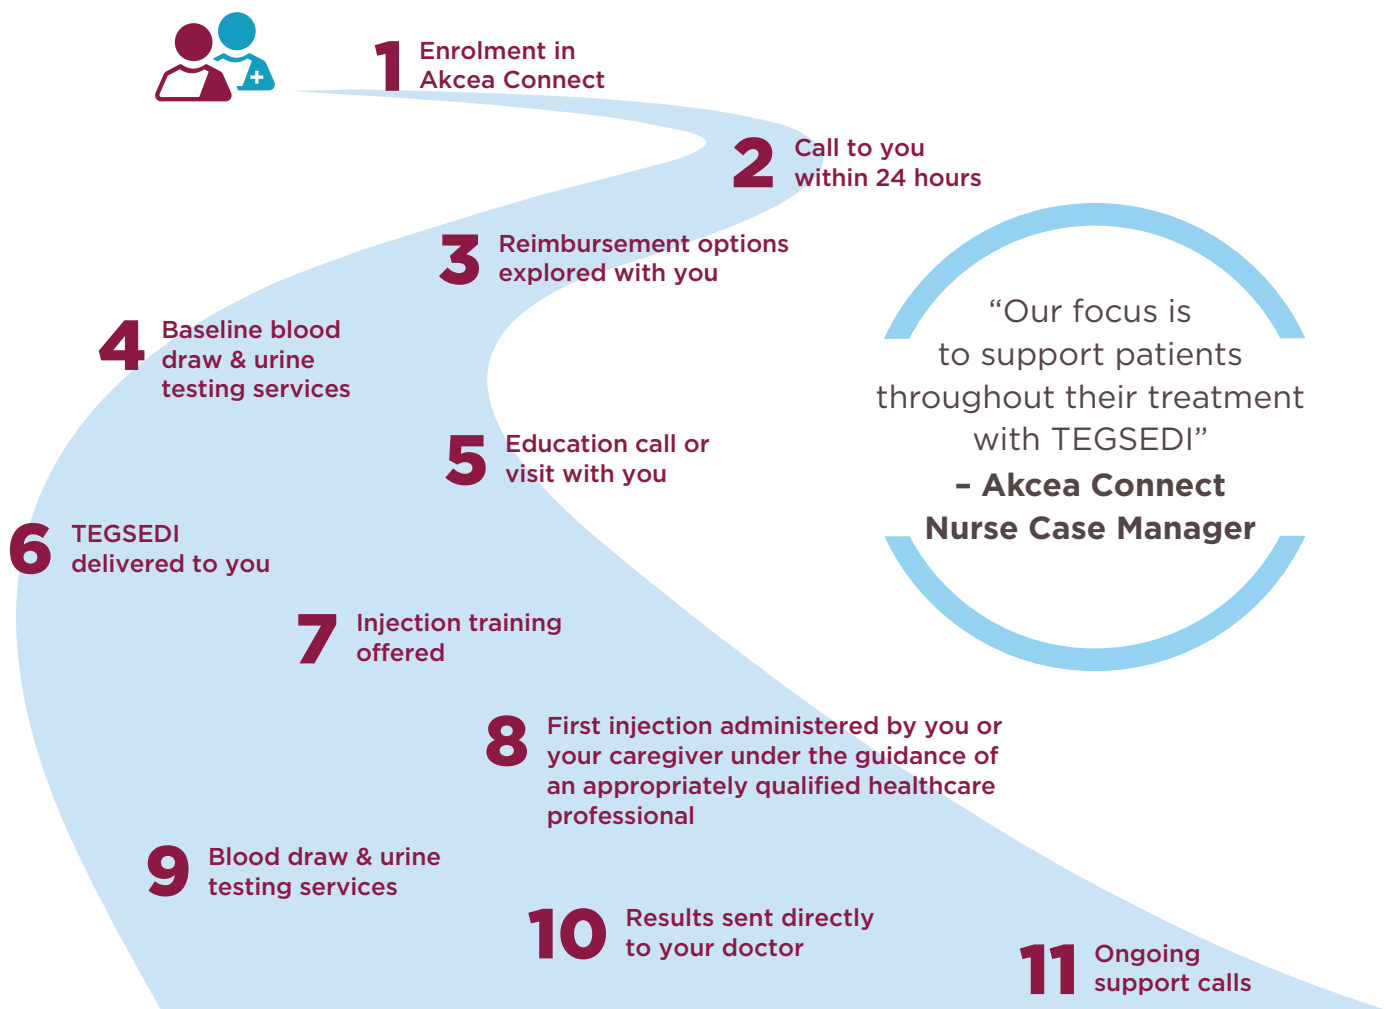 1 Enrolment in
Akcea Connect
2 Call to you
within 24 hours
3 Reimbursement options
explored with you
4 Baseline blood
draw & urine
testing services
5 Education call or
visit with you
6 TEGSEDI
delivered to you
7 Injection training
offered
8 First injection administered by you or
your caregiver under the guidance of
an appropriately qualified healthcare
professional
9 Blood draw & urine
testing services
10 Results sent directly
to your doctor
11 Ongoing
support calls
“Our focus is
to support patients
throughout their treatment
with TEGSEDI”
– Akcea Connect
Nurse Case Manager